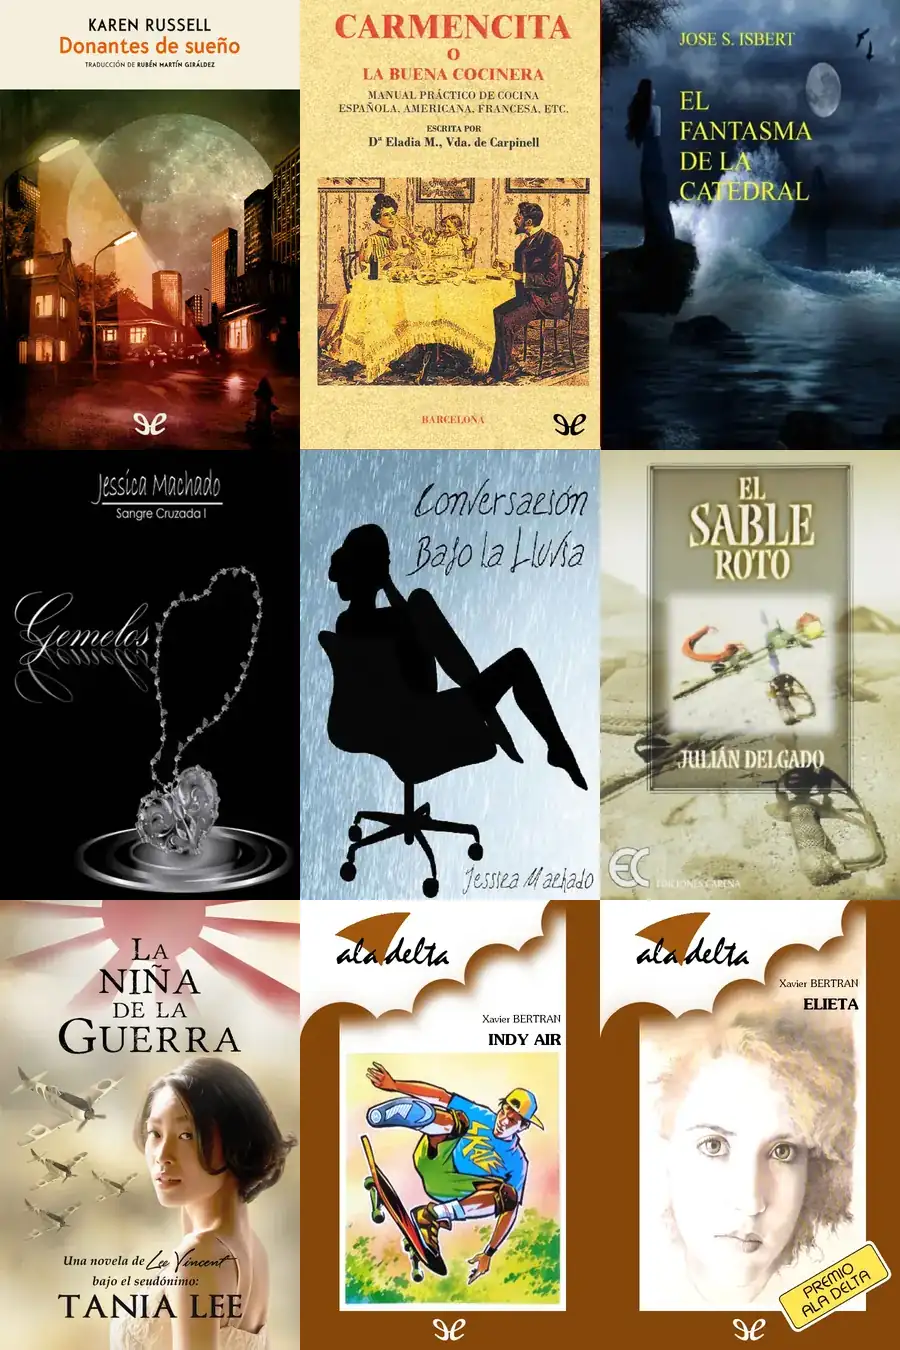 KAREN RUSSELL
Donantes de sueño
TRADUCCIÓN DE RUBÉN MARTÍN GIRÁLDEZ
CARMENCITA
O
LA BUENA COCINERA
MANUAL PRÁCTICO DE COCINA
ESPAÑOLA, AMERICANA, FRANCESA, ETC.
ESCRITA POR
Dª Eladia M., Vda. de Carpinell
BARCELONA
JOSE S. ISBERT
EL
FANTASMA
DE LA
CATEDRAL
Jessica Machado
Sangre Cruzada I
Gemelos
Conversación
Bajo la Lluvia
Jessica Machado
EL
SABLE
ROTO
JULIÁN DELGADO
EC
EDICIONES CARENA
LA
NIÑA
DE LA
GUERRA
Una novela de Lee Vincent
bajo el seudónimo:
TANIA LEE
ala delta
Xavier BERTRAN
INDY AIR
SKATE
ala delta
Xavier BERTRAN
ELIETA
PREMIO
ALA DELTA